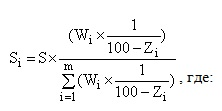 Sᵢ = S × (Wᵢ × 1/(100 − Zᵢ)) / ∑ᵢ₌₁ᵐ (Wᵢ × 1/(100 − Zᵢ)) , где: